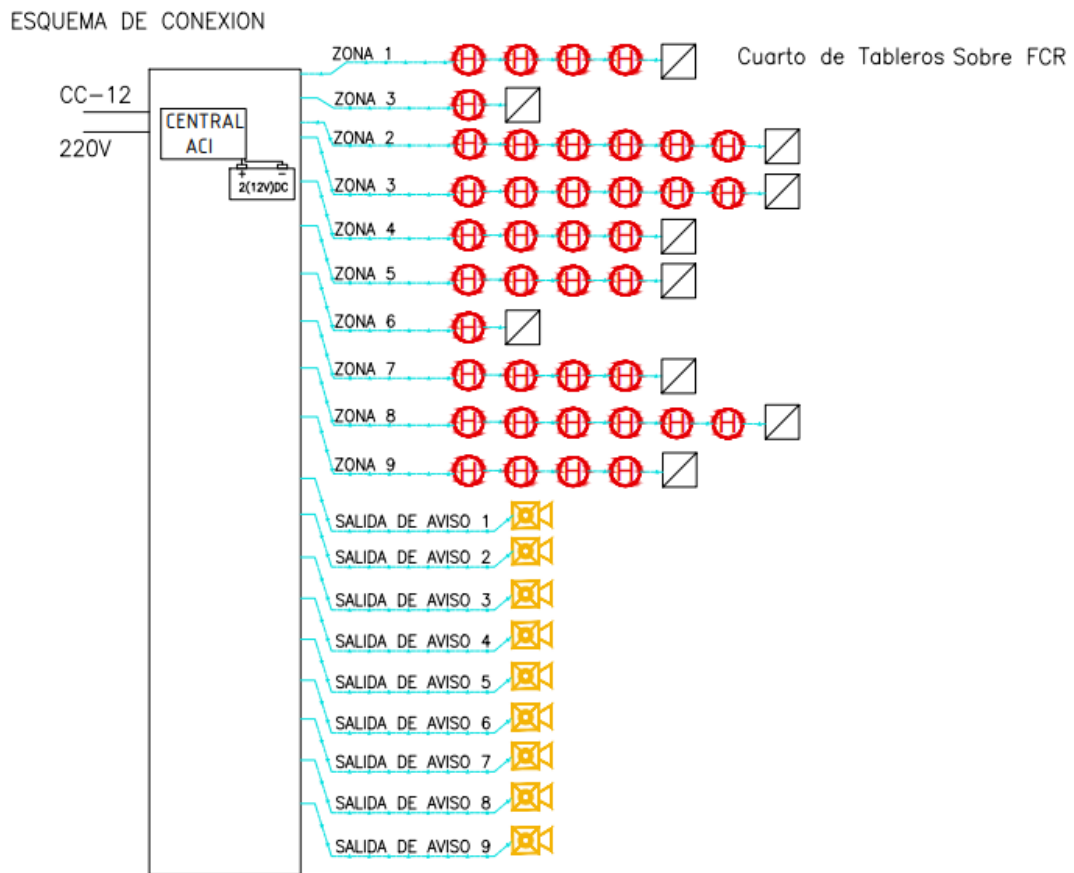 ESQUEMA DE CONEXION
ZONA 1 H H H H Cuarto de Tableros Sobre FCR
CC-12
220V
CENTRAL
ACI
+ −
2(12V)DC
ZONA 3 H
ZONA 2 H H H H H H
ZONA 3 H H H H H H
ZONA 4 H H H H
ZONA 5 H H H H
ZONA 6 H
ZONA 7 H H H H
ZONA 8 H H H H H H
ZONA 9 H H H H
SALIDA DE AVISO 1
SALIDA DE AVISO 2
SALIDA DE AVISO 3
SALIDA DE AVISO 4
SALIDA DE AVISO 5
SALIDA DE AVISO 6
SALIDA DE AVISO 7
SALIDA DE AVISO 8
SALIDA DE AVISO 9